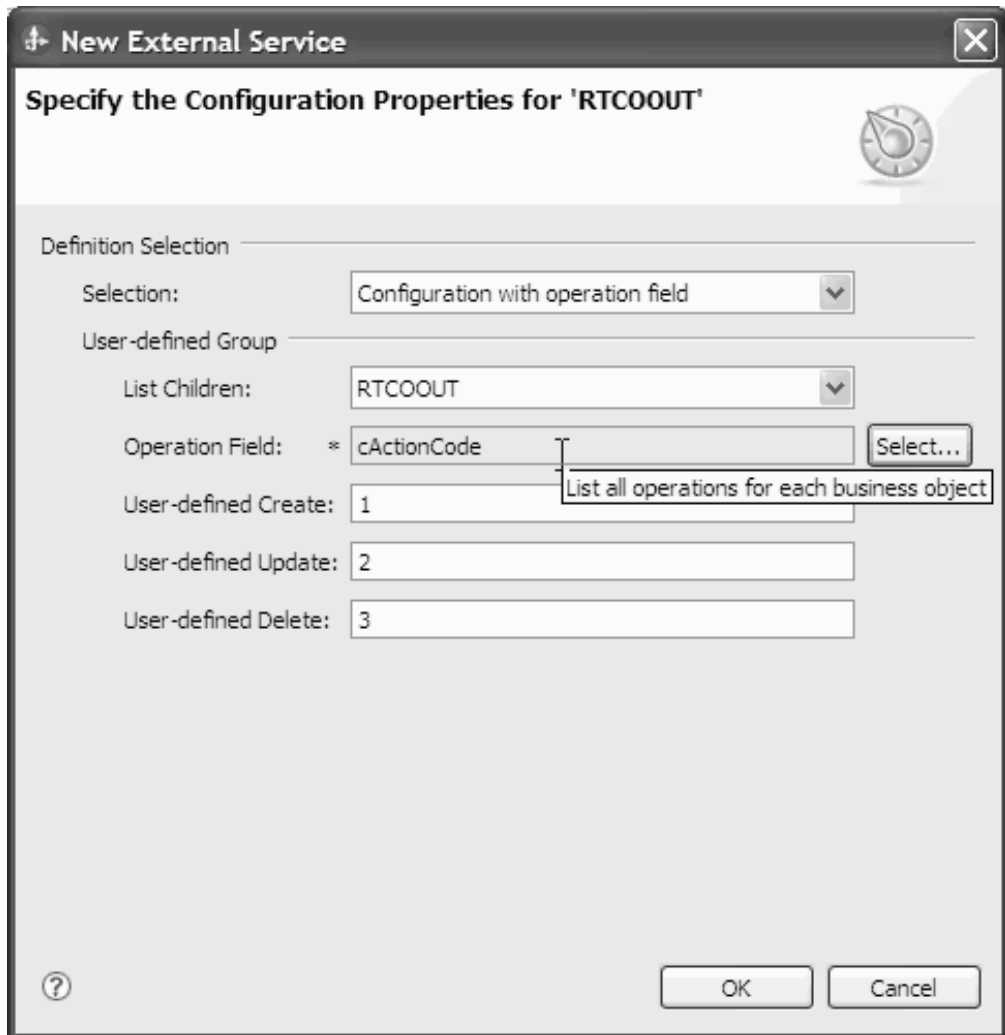 New External Service
Specify the Configuration Properties for 'RTCOOUT'
Definition Selection
Selection: Configuration with operation field
User-defined Group
List Children: RTCOOUT
Operation Field: * cActionCode Select...
List all operations for each business object
User-defined Create: 1
User-defined Update: 2
User-defined Delete: 3
? OK Cancel